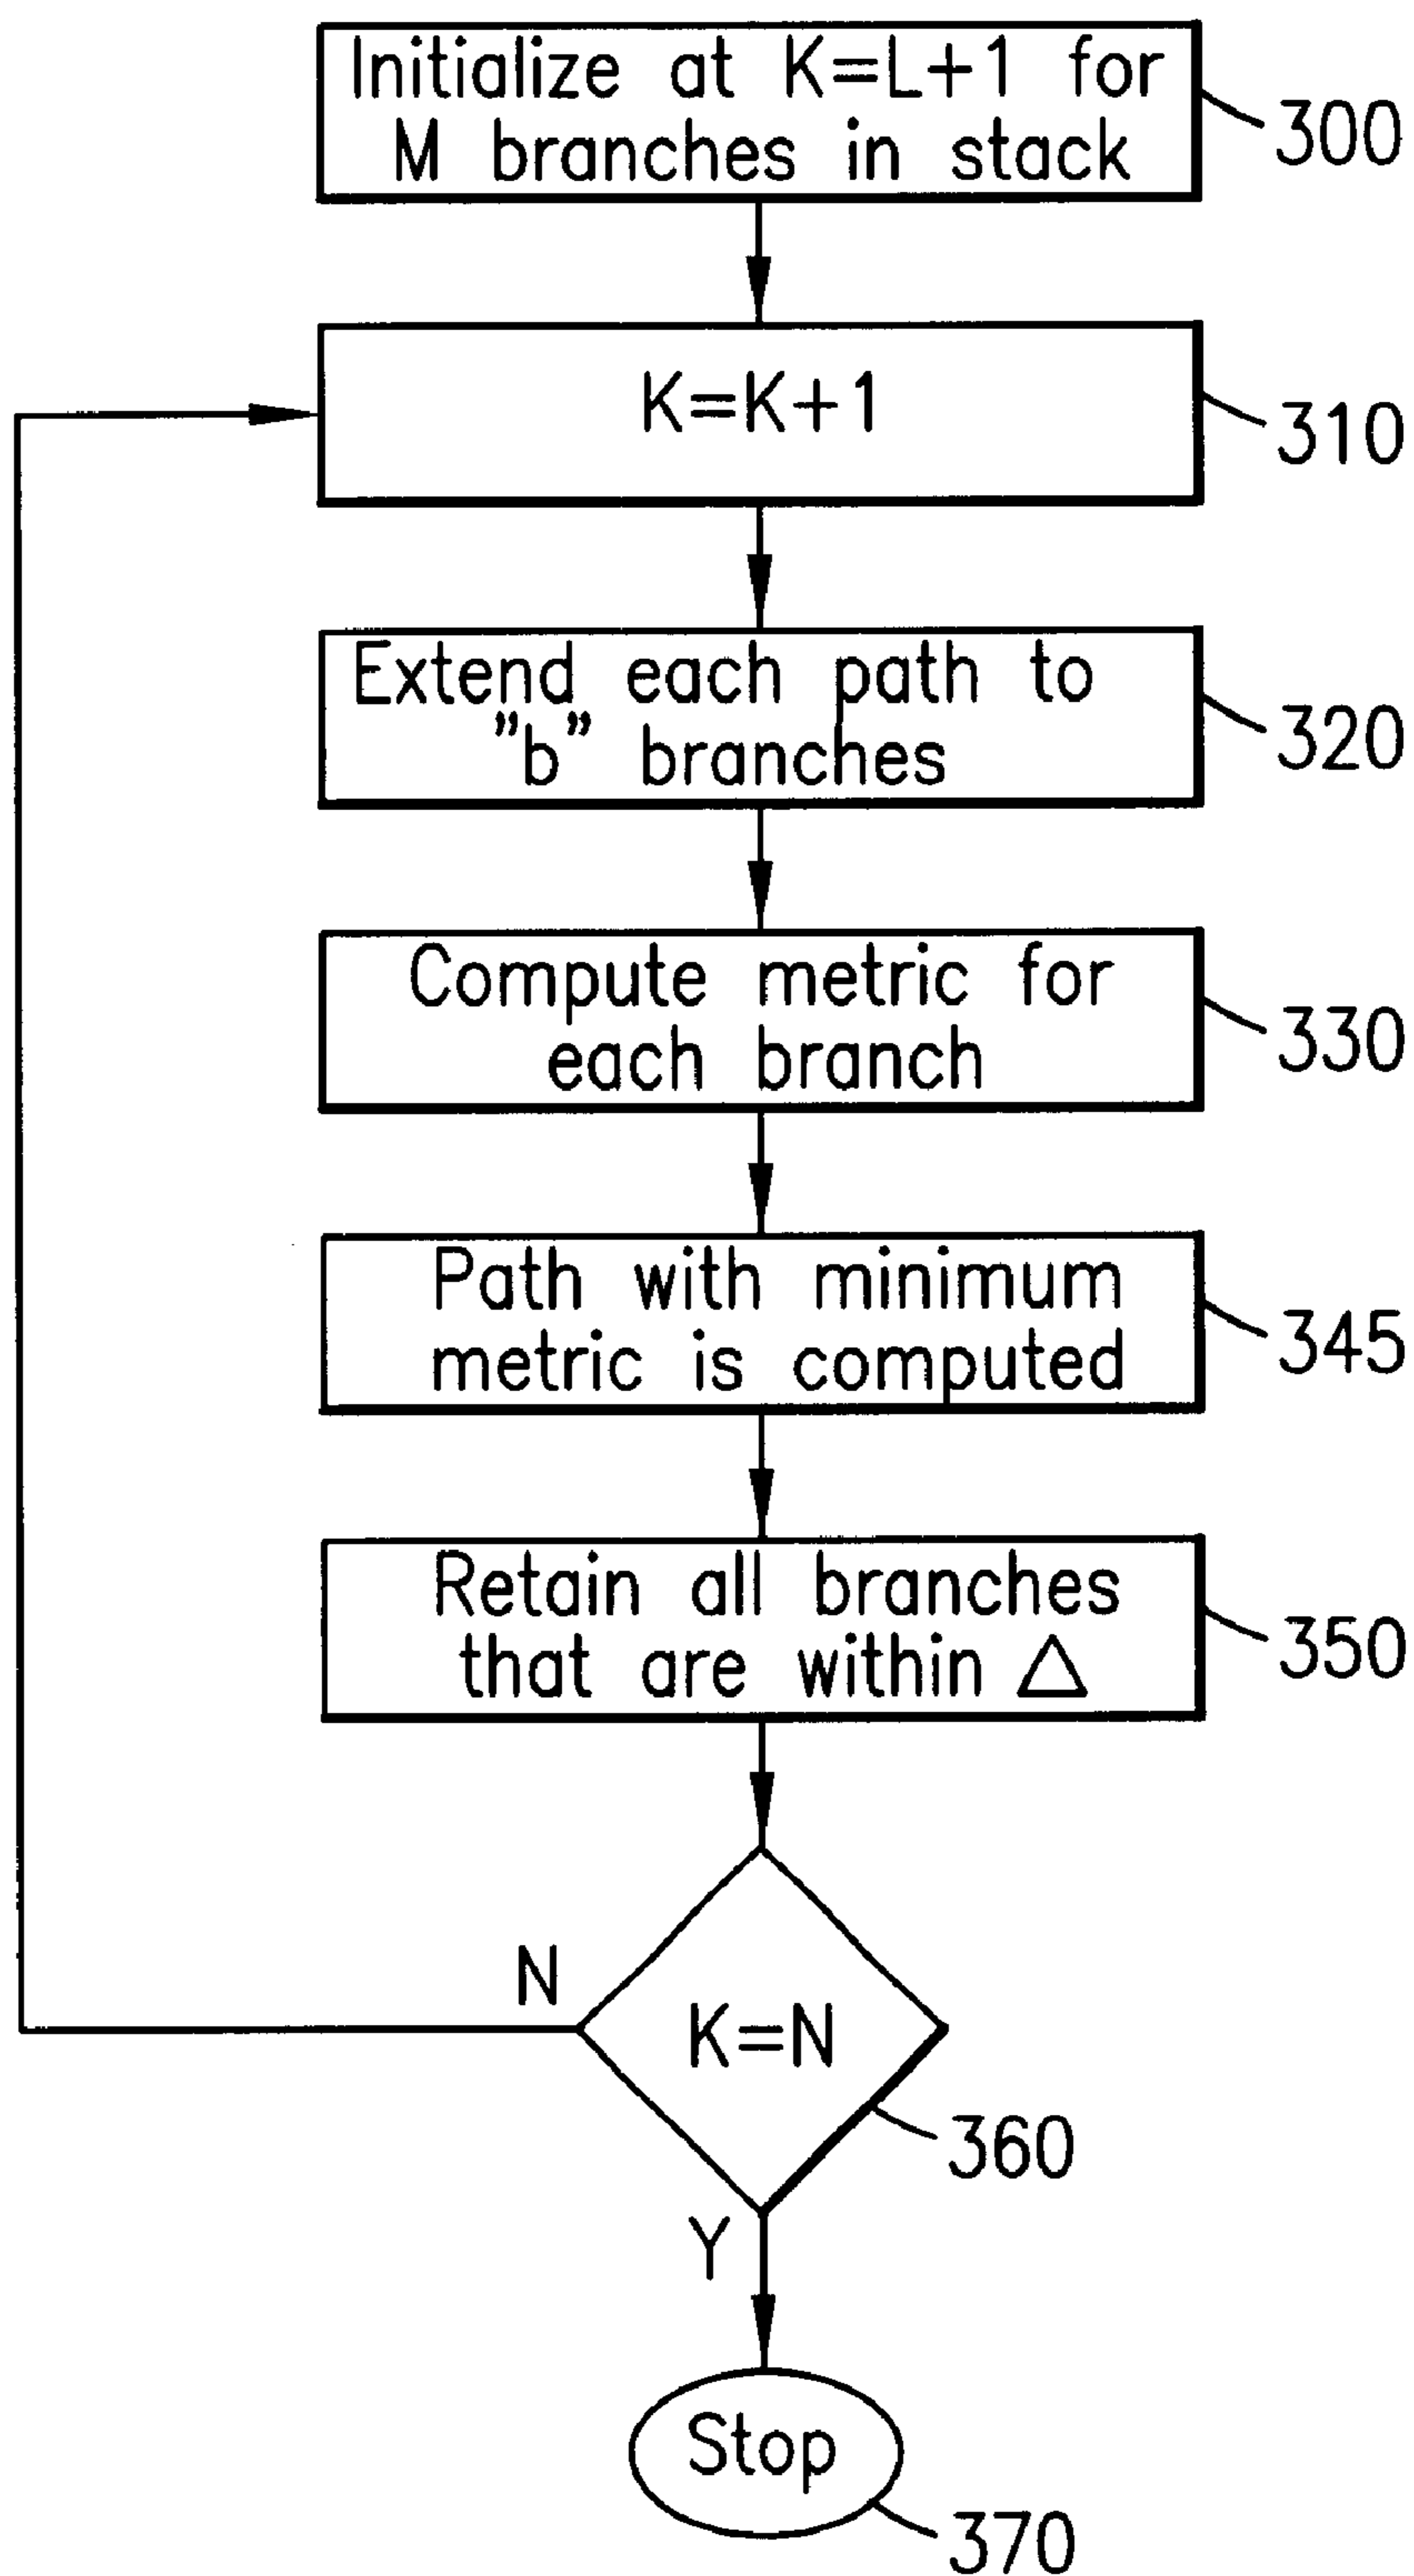 Initialize at K=L+1 for
M branches in stack
300
K=K+1
310
Extend each path to
"b" branches
320
Compute metric for
each branch
330
Path with minimum
metric is computed
345
Retain all branches
that are within △
350
N
K=N
360
Y
Stop
370